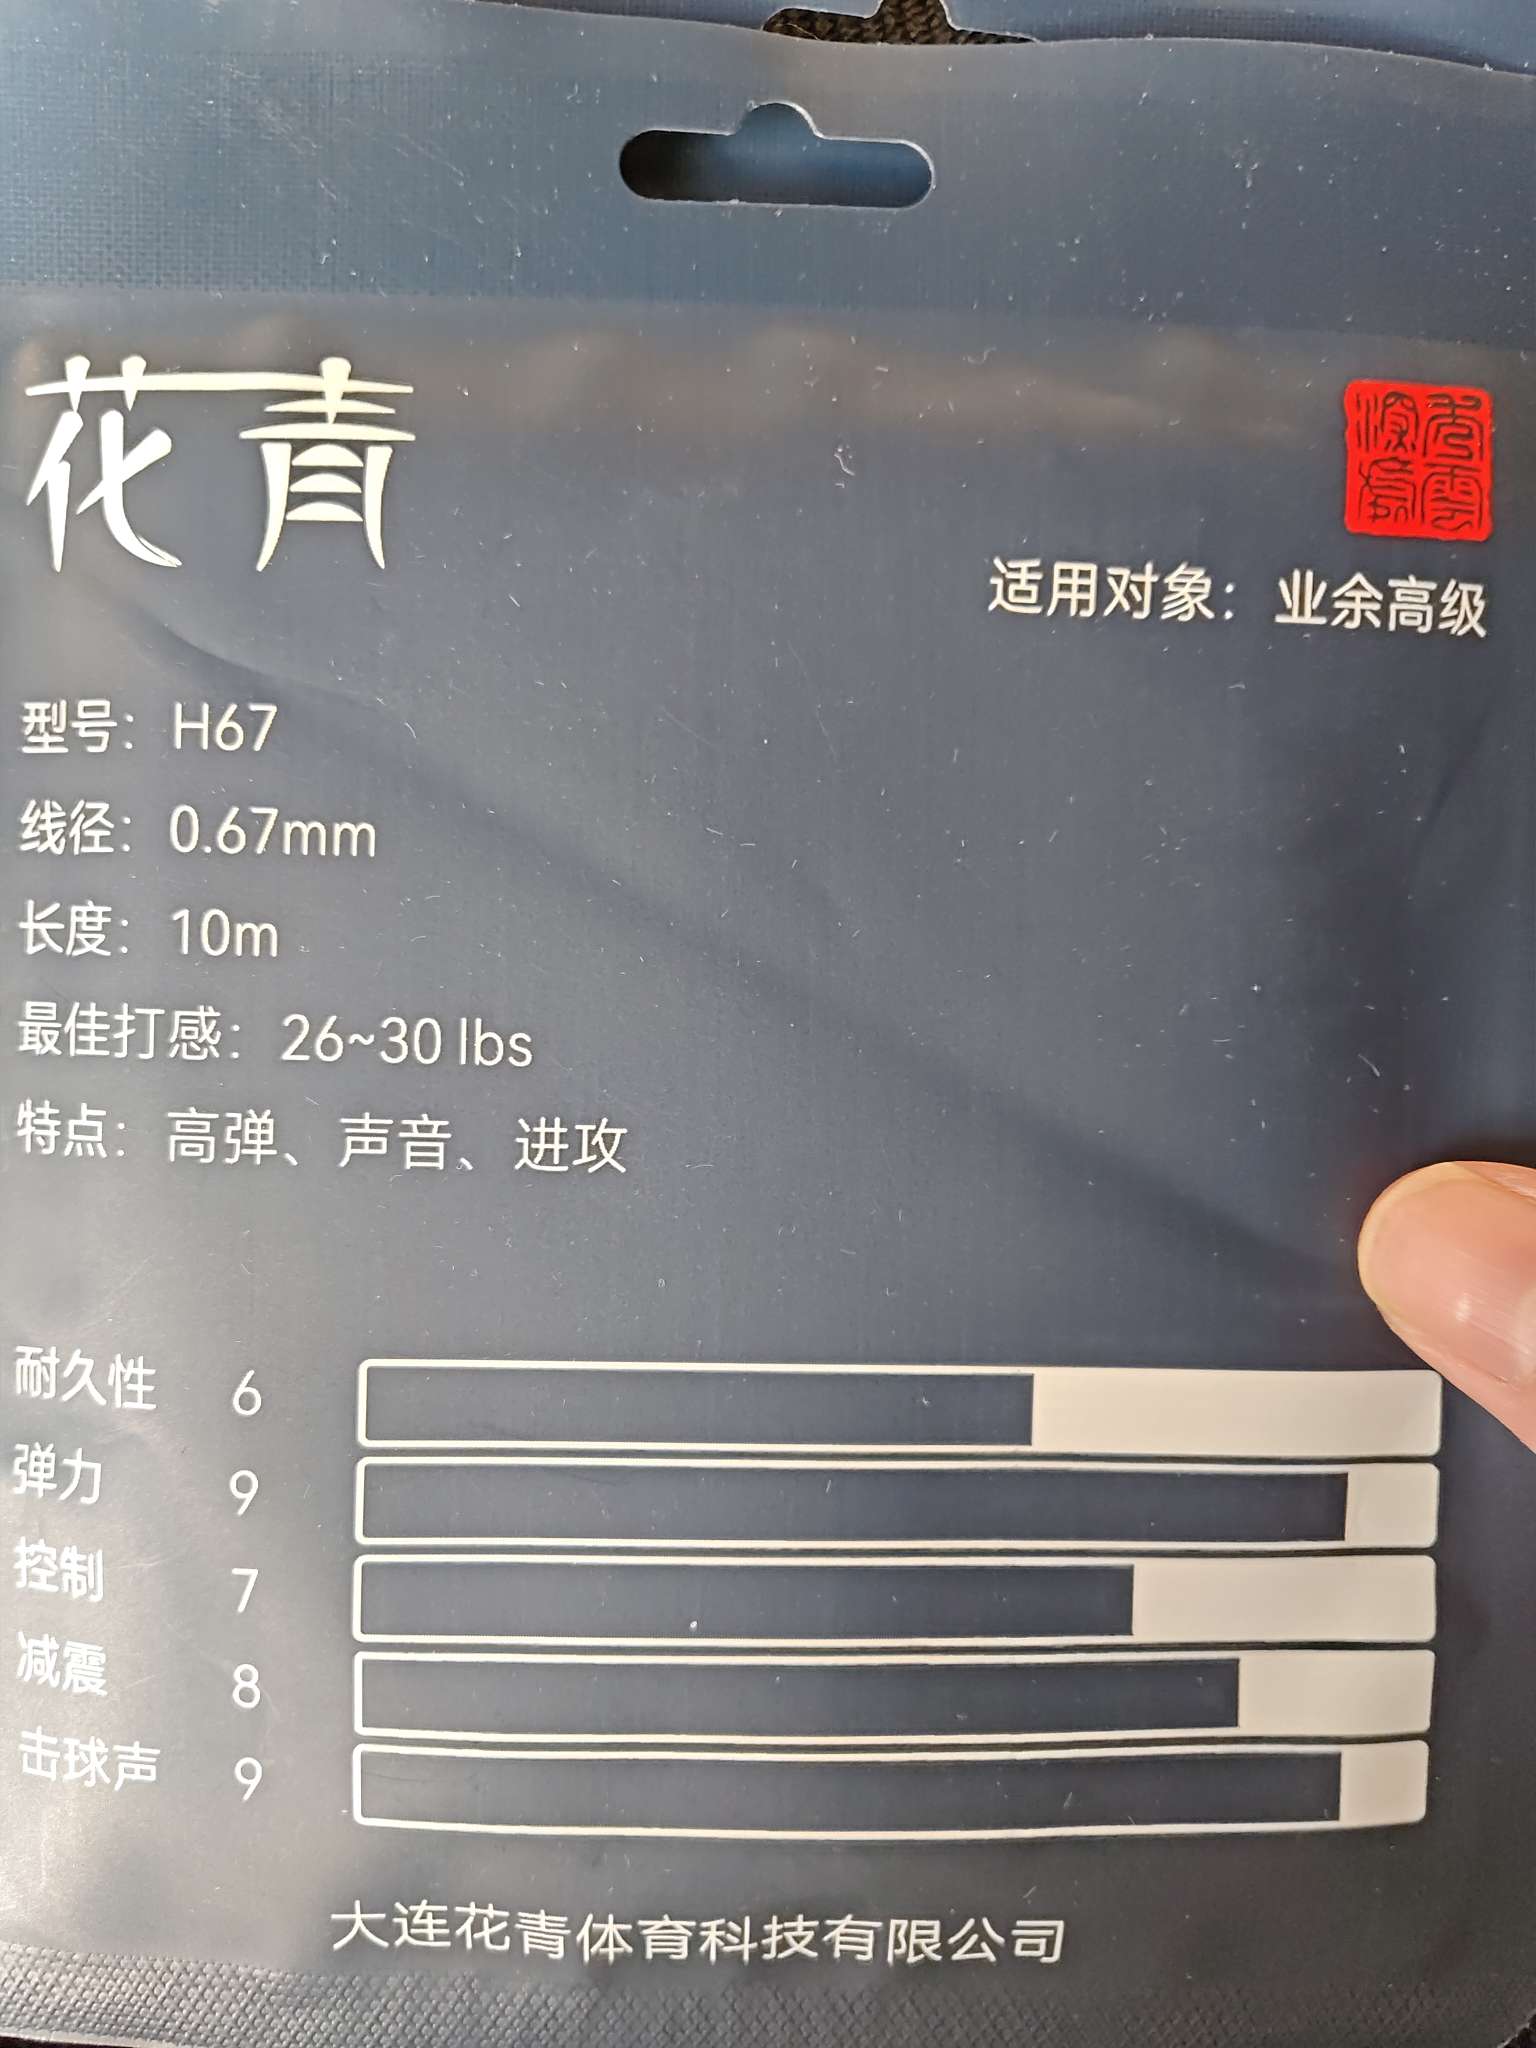 花青
适用对象：业余高级
型号：H67
线径：0.67mm
长度：10m
最佳打感：26~30 lbs
特点：高弹、声音、进攻
耐久性 6
弹力 9
控制 7
减震 8
击球声 9
大连花青体育科技有限公司